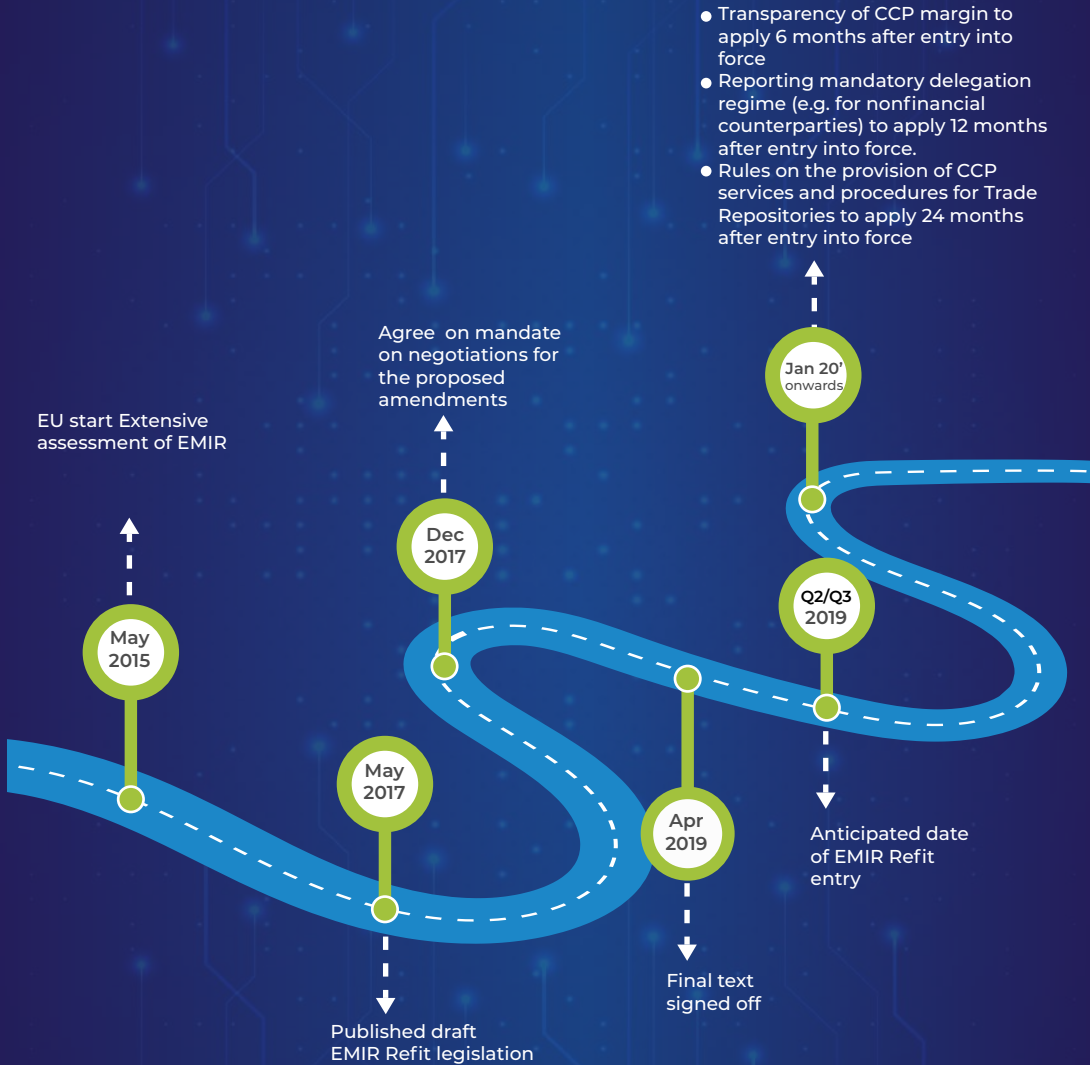 ● Transparency of CCP margin to
apply 6 months after entry into
force
● Reporting mandatory delegation
regime (e.g. for nonfinancial
counterparties) to apply 12 months
after entry into force.
● Rules on the provision of CCP
services and procedures for Trade
Repositories to apply 24 months
after entry into force
Jan 20'
onwards
Agree on mandate
on negotiations for
the proposed
amendments
Dec
2017
EU start Extensive
assessment of EMIR
May
2015
Q2/Q3
2019
Anticipated date
of EMIR Refit
entry
May
2017
Published draft
EMIR Refit legislation
Apr
2019
Final text
signed off